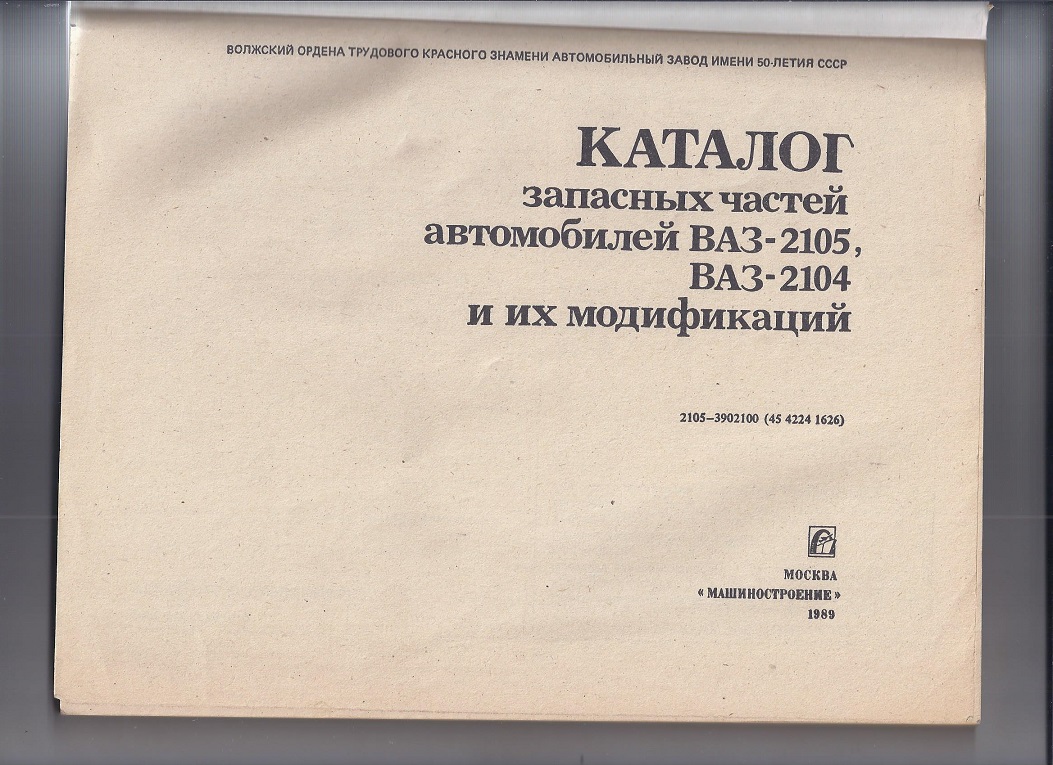 ВОЛЖСКИЙ ОРДЕНА ТРУДОВОГО КРАСНОГО ЗНАМЕНИ АВТОМОБИЛЬНЫЙ ЗАВОД ИМЕНИ 50-ЛЕТИЯ СССР
КАТАЛОГ
запасных частей
автомобилей ВАЗ-2105,
ВАЗ-2104
и их модификаций
2105—3902100 (45 4224 1626)
МОСКВА
«МАШИНОСТРОЕНИЕ»
1989